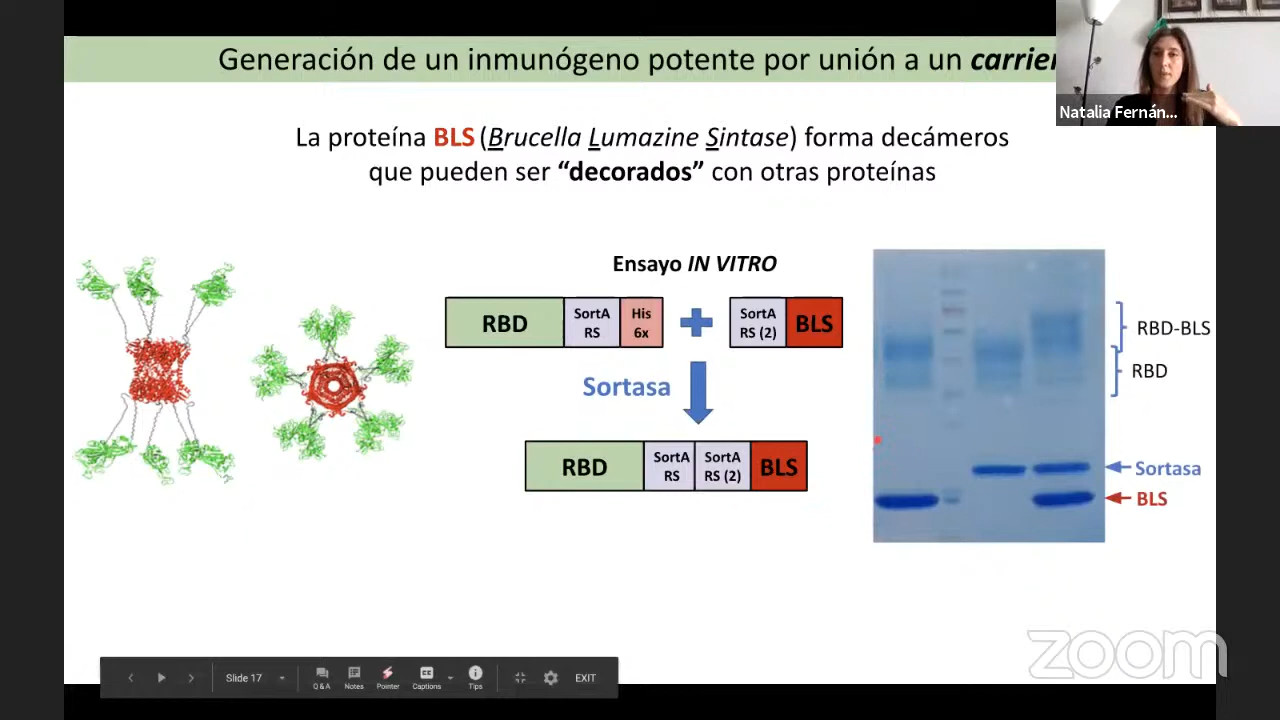 Generación de un inmunógeno potente por unión a un carrier
Natalia Fernán...
La proteína BLS (Brucella Lumazine Sintase) forma decámeros
que pueden ser “decorados” con otras proteínas
Ensayo IN VITRO
RBD
SortA
RS
His
6x
SortA
RS (2)
BLS
Sortasa
RBD
SortA
RS
SortA
RS (2)
BLS
RBD-BLS
RBD
Sortasa
BLS
zoom
Slide 17
Q & A
Notes
Pointer
Captions
Tips
EXIT